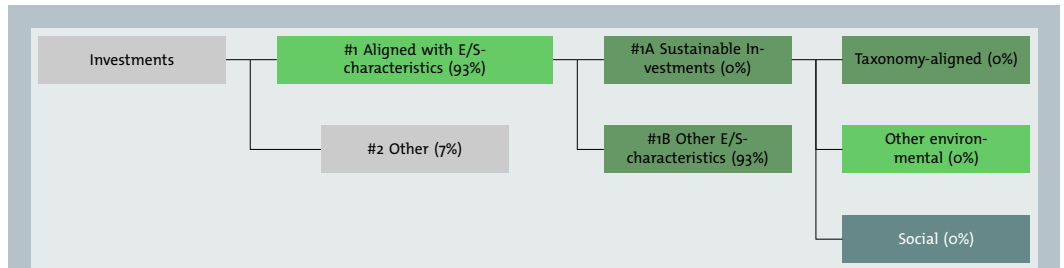 Investments
#1 Aligned with E/S-
characteristics (93%)
#1A Sustainable In-
vestments (0%)
Taxonomy-aligned (0%)
#2 Other (7%)
#1B Other E/S-
characteristics (93%)
Other environ-
mental (0%)
Social (0%)